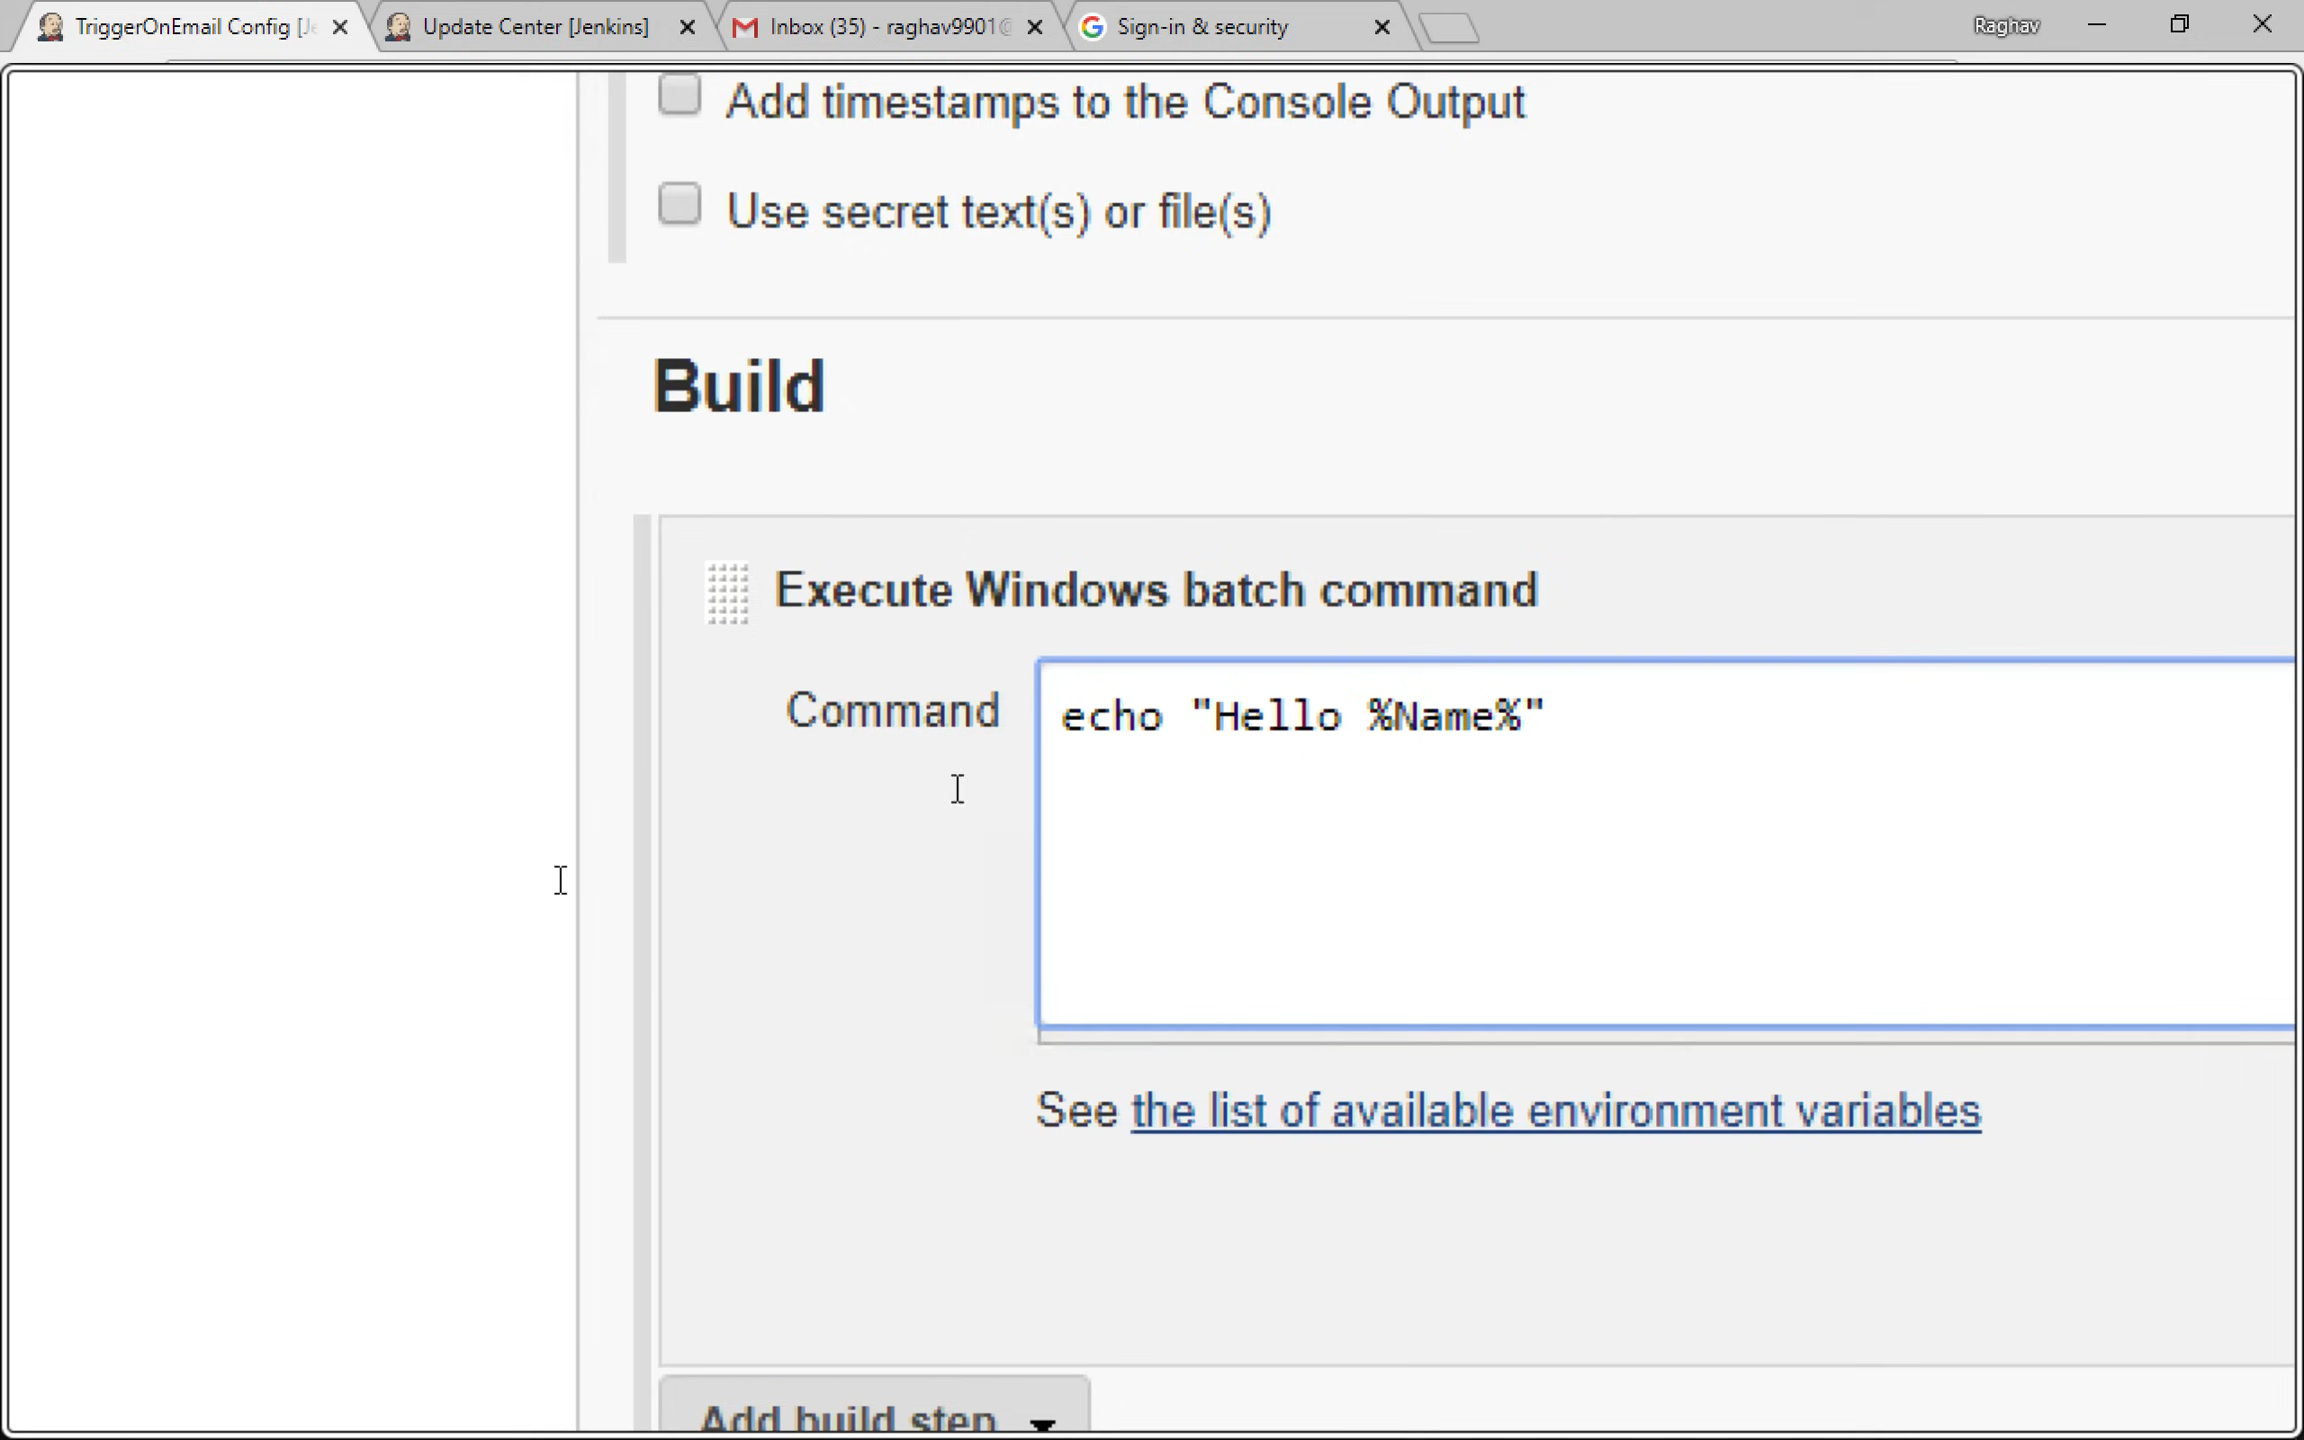 TriggerOnEmail Config [Je
Update Center [Jenkins]
Inbox (35) - raghav9901@
Sign-in & security
Raghav
Add timestamps to the Console Output
Use secret text(s) or file(s)
Build
Execute Windows batch command
Command
echo "Hello %Name%"
See the list of available environment variables
Add build step